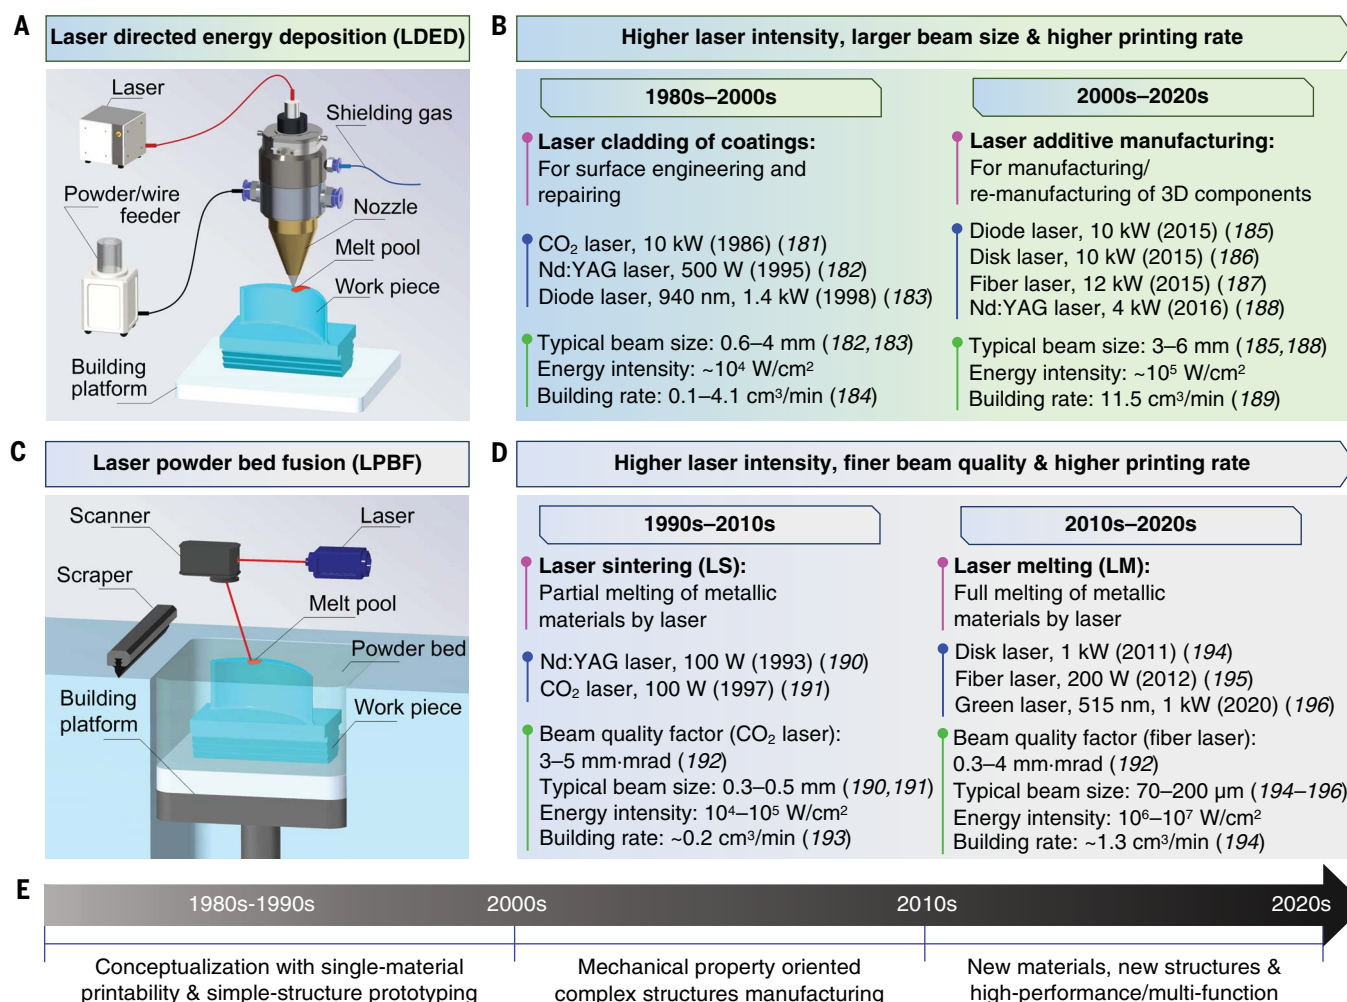 A
Laser directed energy deposition (LDED)
Laser
Shielding gas
Powder/wire
feeder
Nozzle
Melt pool
Work piece
Building
platform
B
Higher laser intensity, larger beam size & higher printing rate
1980s–2000s
Laser cladding of coatings:
For surface engineering and
repairing
CO₂ laser, 10 kW (1986) (181)
Nd:YAG laser, 500 W (1995) (182)
Diode laser, 940 nm, 1.4 kW (1998) (183)
Typical beam size: 0.6–4 mm (182,183)
Energy intensity: ~10⁴ W/cm²
Building rate: 0.1–4.1 cm³/min (184)
2000s–2020s
Laser additive manufacturing:
For manufacturing/
re-manufacturing of 3D components
Diode laser, 10 kW (2015) (185)
Disk laser, 10 kW (2015) (186)
Fiber laser, 12 kW (2015) (187)
Nd:YAG laser, 4 kW (2016) (188)
Typical beam size: 3–6 mm (185,188)
Energy intensity: ~10⁵ W/cm²
Building rate: 11.5 cm³/min (189)
C
Laser powder bed fusion (LPBF)
Scanner
Laser
Scraper
Melt pool
Powder bed
Building
platform
Work piece
D
Higher laser intensity, finer beam quality & higher printing rate
1990s–2010s
Laser sintering (LS):
Partial melting of metallic
materials by laser
Nd:YAG laser, 100 W (1993) (190)
CO₂ laser, 100 W (1997) (191)
Beam quality factor (CO₂ laser):
3–5 mm·mrad (192)
Typical beam size: 0.3–0.5 mm (190,191)
Energy intensity: 10⁴–10⁵ W/cm²
Building rate: ~0.2 cm³/min (193)
2010s–2020s
Laser melting (LM):
Full melting of metallic
materials by laser
Disk laser, 1 kW (2011) (194)
Fiber laser, 200 W (2012) (195)
Green laser, 515 nm, 1 kW (2020) (196)
Beam quality factor (fiber laser):
0.3–4 mm·mrad (192)
Typical beam size: 70–200 µm (194–196)
Energy intensity: 10⁶–10⁷ W/cm²
Building rate: ~1.3 cm³/min (194)
E
1980s-1990s
2000s
2010s
2020s
Conceptualization with single-material
printability & simple-structure prototyping
Mechanical property oriented
complex structures manufacturing
New materials, new structures &
high-performance/multi-function